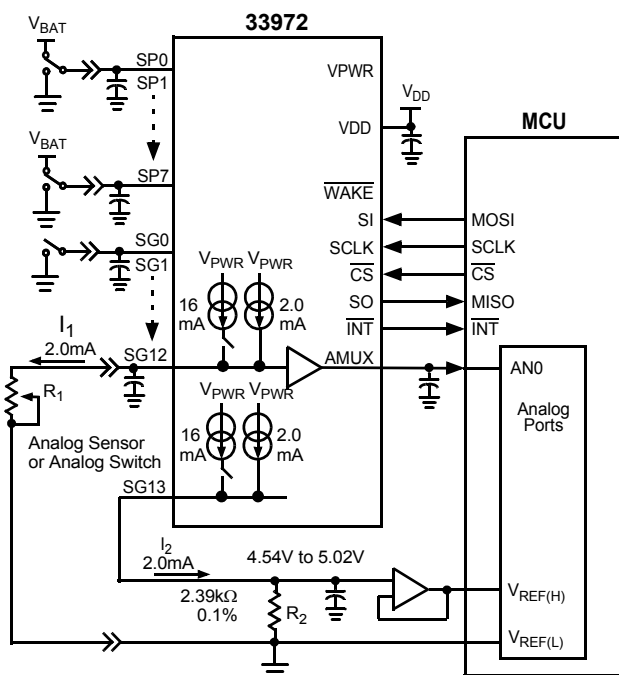 33972
V_BAT
SP0
SP1
VPWR
V_DD
VDD
MCU
V_BAT
SP7
WAKE
SI
MOSI
SG0
SCLK
SCLK
SG1
V_PWR V_PWR
CS
CS
SO
MISO
16
mA
2.0
mA
INT
INT
I_1
2.0mA
SG12
AMUX
AN0
R_1
V_PWR V_PWR
Analog
Ports
Analog Sensor
or Analog Switch
16
mA
2.0
mA
SG13
I_2
2.0mA
4.54V to 5.02V
2.39kΩ
0.1%
R_2
V_REF(H)
V_REF(L)